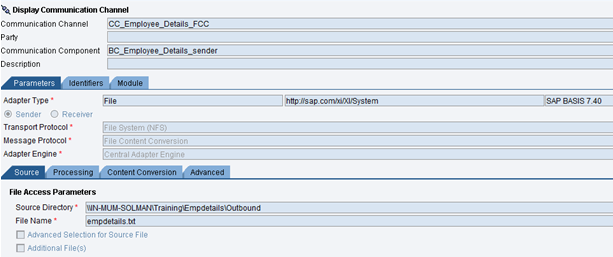 Display Communication Channel
Communication Channel CC_Employee_Details_FCC
Party
Communication Component BC_Employee_Details_sender
Description
Parameters Identifiers Module
Adapter Type * File http://sap.com/xi/XI/System SAP BASIS 7.40
Sender Receiver
Transport Protocol * File System (NFS)
Message Protocol * File Content Conversion
Adapter Engine * Central Adapter Engine
Source Processing Content Conversion Advanced
File Access Parameters
Source Directory * \\IN-MUM-SOLMAN\Training\Empdetails\Outbound
File Name * empdetails.txt
Advanced Selection for Source File
Additional File(s)